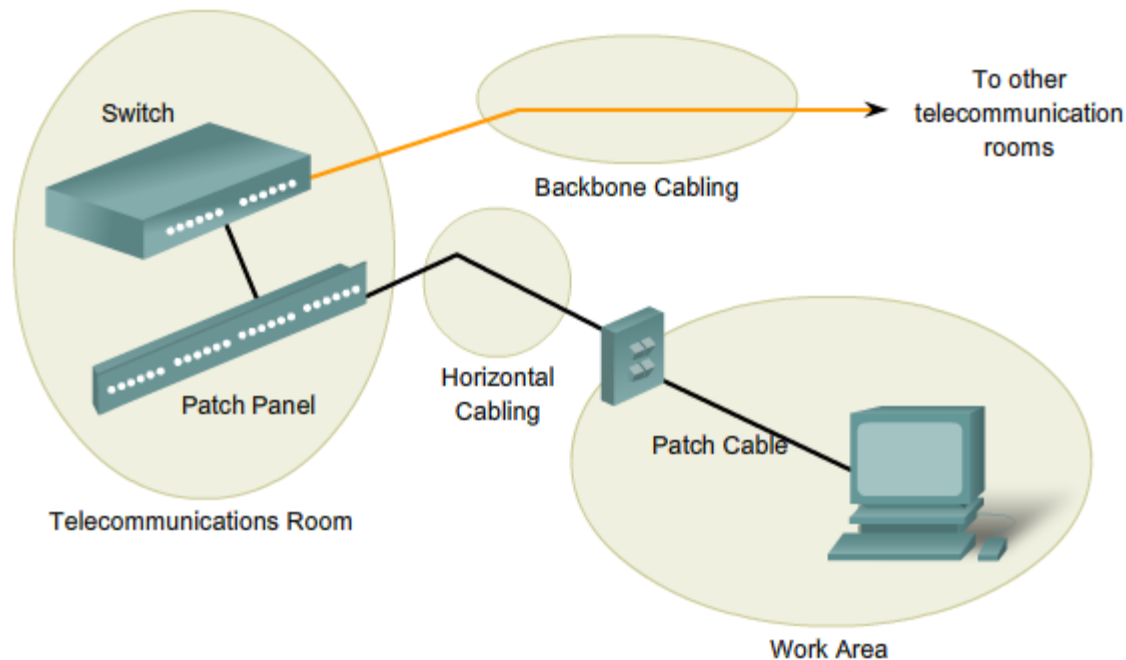 Switch
To other
telecommunication
rooms
Backbone Cabling
Patch Panel
Horizontal
Cabling
Patch Cable
Telecommunications Room
Work Area